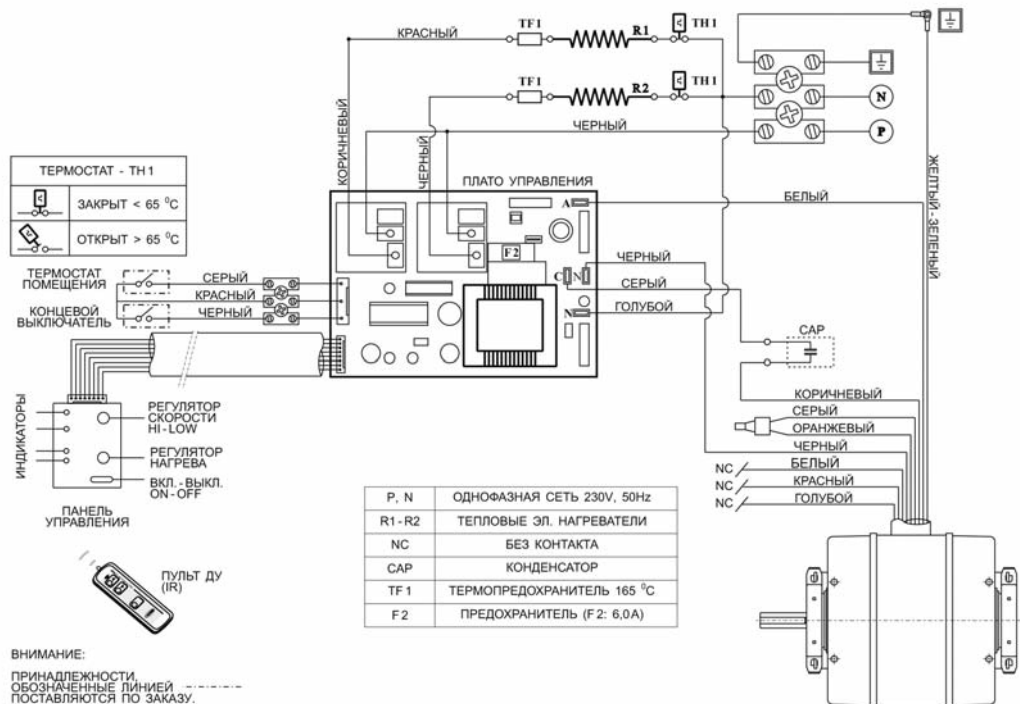 TF1
R1
TH1
КРАСНЫЙ
TF1
R2
TH1
N
ЧЕРНЫЙ
P
КОРИЧНЕВЫЙ
ЧЕРНЫЙ
ПЛАТО УПРАВЛЕНИЯ
ЖЕЛТЫЙ-ЗЕЛЕНЫЙ
ТЕРМОСТАТ - TH1
ЗАКРЫТ < 65 °C
ОТКРЫТ > 65 °C
A
БЕЛЫЙ
F2
ЧЕРНЫЙ
C
N
СЕРЫЙ
N
ГОЛУБОЙ
ТЕРМОСТАТ
ПОМЕЩЕНИЯ
СЕРЫЙ
КРАСНЫЙ
КОНЦЕВОЙ
ВЫКЛЮЧАТЕЛЬ
ЧЕРНЫЙ
CAP
ИНДИКАТОРЫ
РЕГУЛЯТОР
СКОРОСТИ
HI-LOW
РЕГУЛЯТОР
НАГРЕВА
ВКЛ.-ВЫКЛ.
ON-OFF
ПАНЕЛЬ
УПРАВЛЕНИЯ
КОРИЧНЕВЫЙ
СЕРЫЙ
ОРАНЖЕВЫЙ
ЧЕРНЫЙ
NC БЕЛЫЙ
NC КРАСНЫЙ
NC ГОЛУБОЙ
P, N ОДНОФАЗНАЯ СЕТЬ 230V, 50Hz
R1-R2 ТЕПЛОВЫЕ ЭЛ. НАГРЕВАТЕЛИ
NC БЕЗ КОНТАКТА
CAP КОНДЕНСАТОР
TF1 ТЕРМОПРЕДОХРАНИТЕЛЬ 165 °C
F2 ПРЕДОХРАНИТЕЛЬ (F2: 6,0A)
ПУЛЬТ ДУ
(IR)
ВНИМАНИЕ:
ПРИНАДЛЕЖНОСТИ,
ОБОЗНАЧЕННЫЕ ЛИНИЕЙ
ПОСТАВЛЯЮТСЯ ПО ЗАКАЗУ.